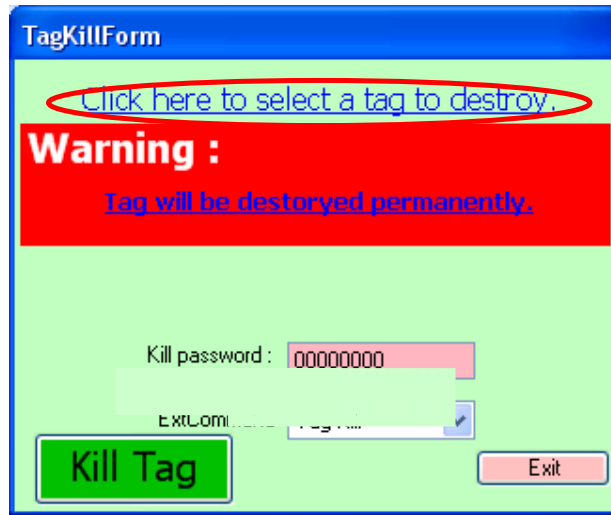 TagKillForm
Click here to select a tag to destroy.
Warning :
Tag will be destoryed permanently.
Kill password : 00000000
Kill Tag
Exit